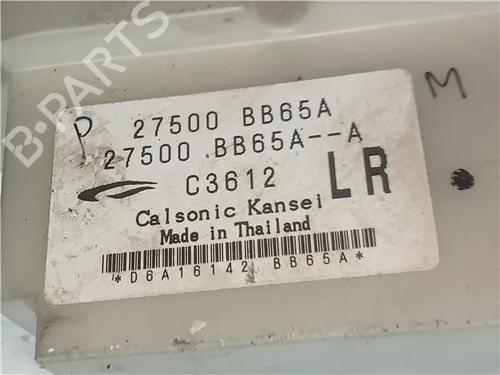 B-PARTS
P 27500 BB65A
M
27500 BB65A--A
C3612 LR
Calsonic Kansei
Made in Thailand
*D6A16142 BB65A*